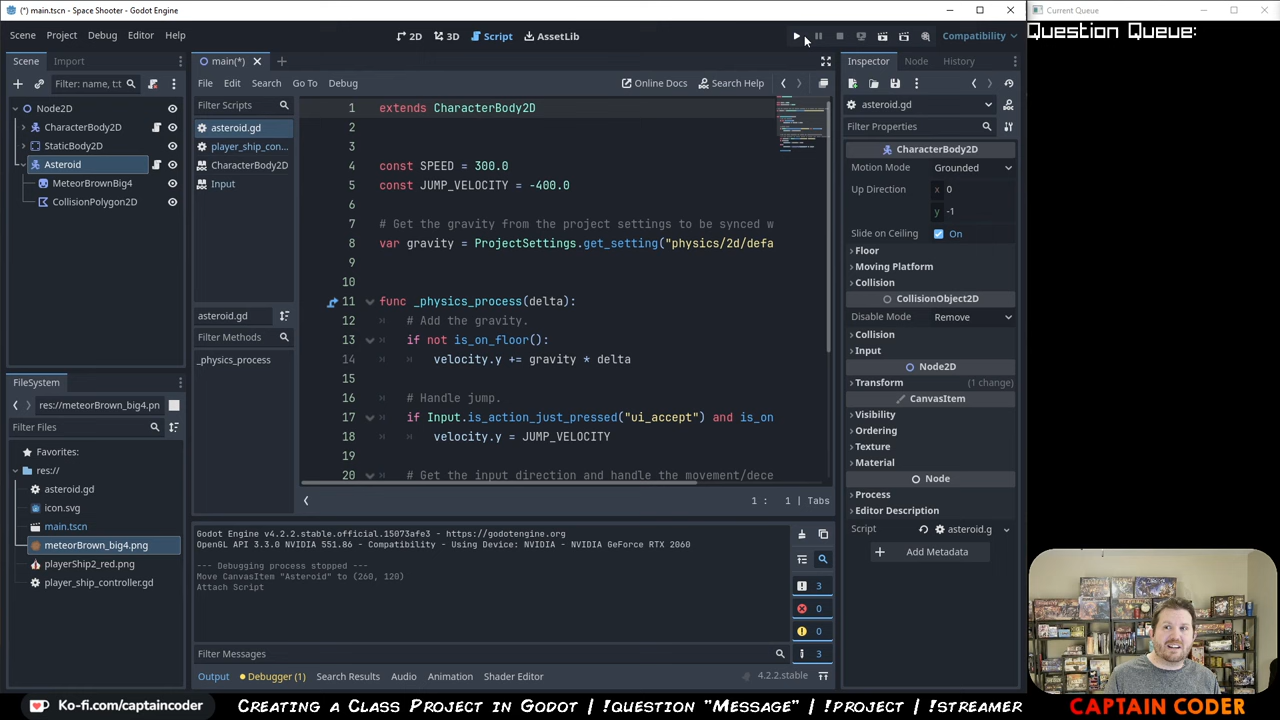 (*) main.tscn - Space Shooter - Godot Engine
Current Queue
Scene Project Debug Editor Help
2D 3D Script AssetLib
Compatibility
Question Queue:
Scene Import
main(*)
Inspector Node History
Filter: name, t:t
File Edit Search Go To Debug
Online Docs Search Help
Node2D
CharacterBody2D
StaticBody2D
Asteroid
MeteorBrownBig4
CollisionPolygon2D
Filter Scripts
asteroid.gd
player_ship_con...
CharacterBody2D
Input
asteroid.gd
Filter Methods
_physics_process
1 extends CharacterBody2D
2
3
4 const SPEED = 300.0
5 const JUMP_VELOCITY = -400.0
6
7 # Get the gravity from the project settings to be synced w
8 var gravity = ProjectSettings.get_setting("physics/2d/defa
9
10
11 func _physics_process(delta):
12 # Add the gravity.
13 if not is_on_floor():
14 velocity.y += gravity * delta
15
16 # Handle jump.
17 if Input.is_action_just_pressed("ui_accept") and is_on
18 velocity.y = JUMP_VELOCITY
19
20 # Get the input direction and handle the movement/dece
1 : 1 | Tabs
asteroid.gd
Filter Properties
CharacterBody2D
Motion Mode Grounded
Up Direction x 0
y -1
Slide on Ceiling On
Floor
Moving Platform
Collision
CollisionObject2D
Disable Mode Remove
Collision
Input
Node2D
Transform (1 change)
CanvasItem
Visibility
Ordering
Texture
Material
Node
Process
Editor Description
Script asteroid.g
Add Metadata
FileSystem
res://meteorBrown_big4.pn
Filter Files
Favorites:
res://
asteroid.gd
icon.svg
main.tscn
meteorBrown_big4.png
playerShip2_red.png
player_ship_controller.gd
Godot Engine v4.2.2.stable.official.15073afe3 - https://godotengine.org
OpenGL API 3.3.0 NVIDIA 551.86 - Compatibility - Using Device: NVIDIA - NVIDIA GeForce RTX 2060
--- Debugging process stopped ---
Move CanvasItem "Asteroid" to (260, 120)
Attach Script
3
0
0
3
Filter Messages
Output Debugger (1) Search Results Audio Animation Shader Editor
4.2.2.stable
Ko-fi.com/captaincoder
Creating a Class Projection Godot | !question "Message" | !project | !streamer
CAPTAIN CODER